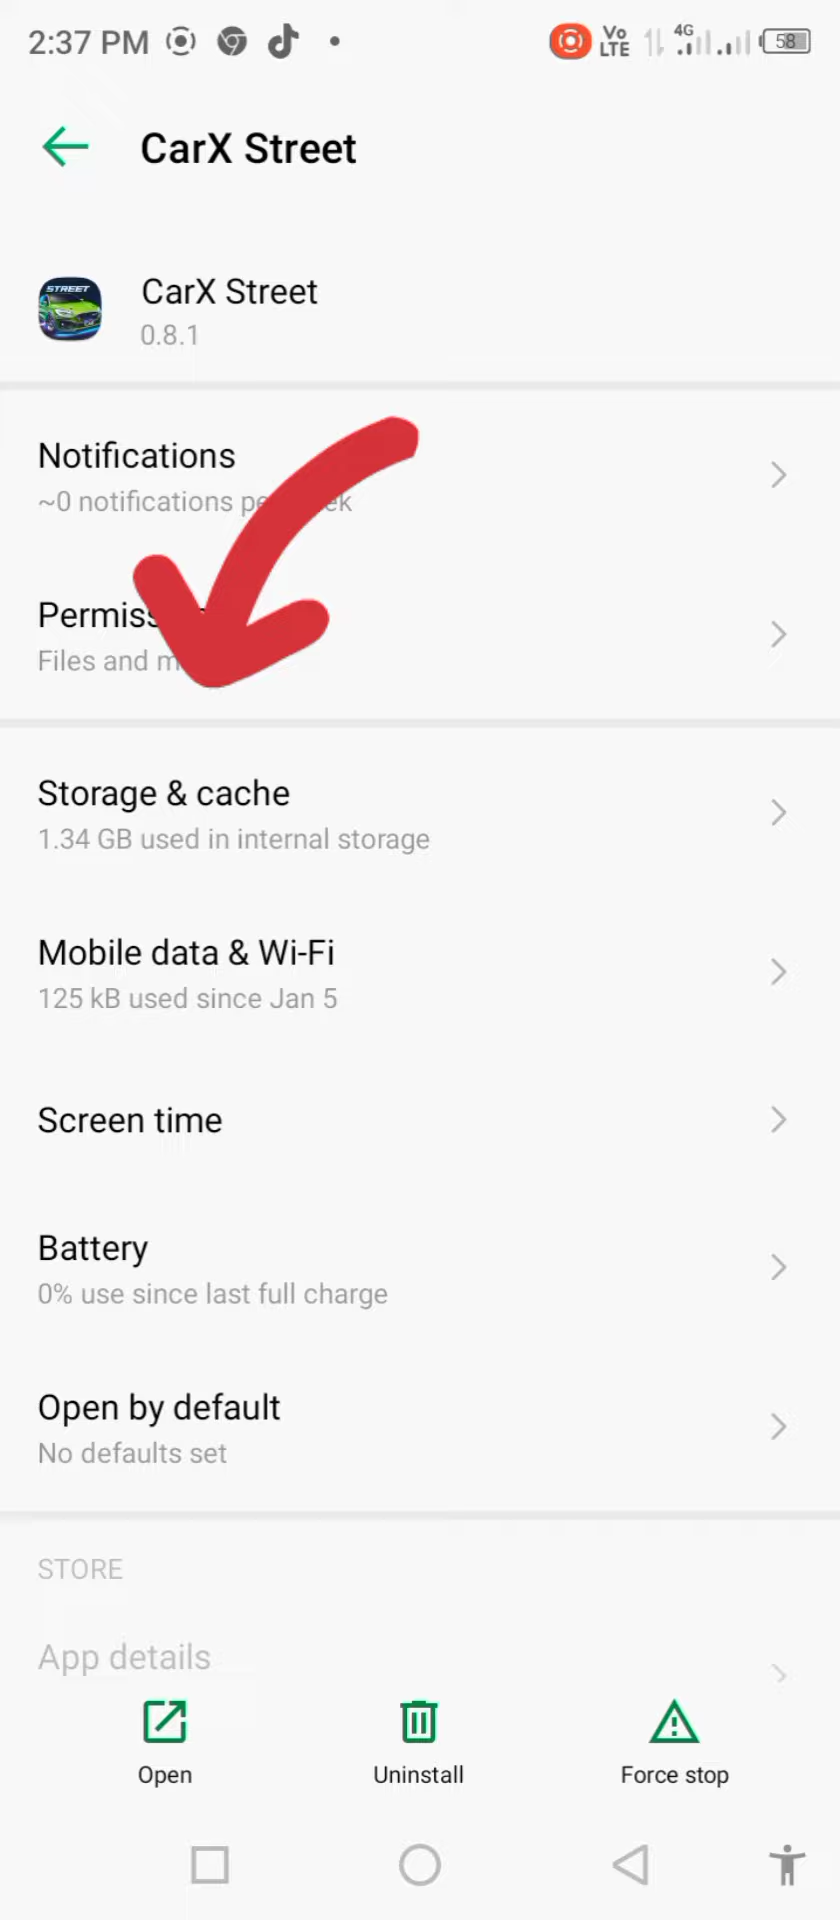 2:37 PM
Vo
LTE
4G
58
CarX Street
STREET
CarX Street
0.8.1
Notifications
~0 notifications
Files and
Storage & cache
1.34 GB used in internal storage
Mobile data & Wi-Fi
125 kB used since Jan 5
Screen time
Battery
0% use since last full charge
Open by default
No defaults set
STORE
App details
Open
Uninstall
Force stop